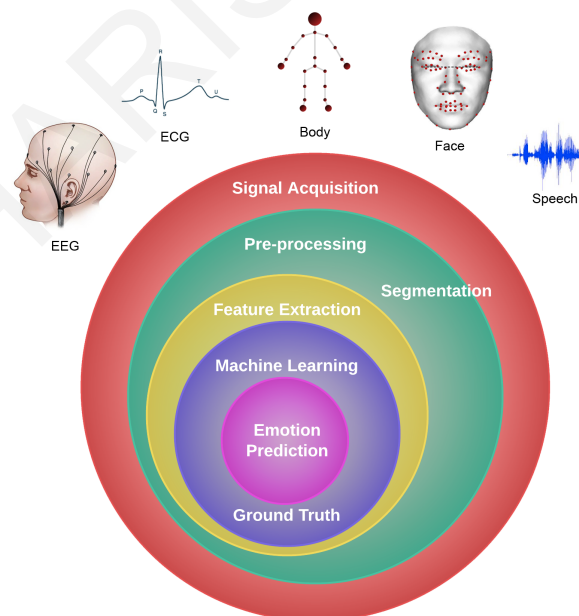 P
R
Q
S
T
U
ECG
Body
Face
Speech
EEG
Signal Acquisition
Pre-processing
Segmentation
Feature Extraction
Machine Learning
Emotion
Prediction
Ground Truth